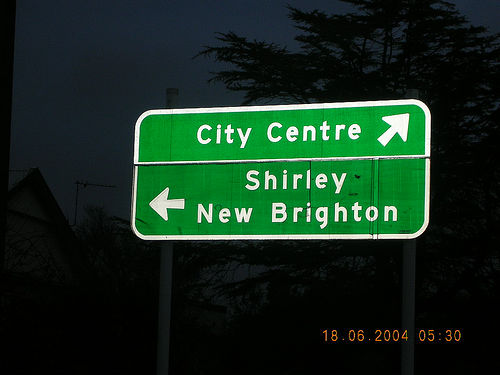 City Centre
Shirley
New Brighton
18.06.2004 05:30